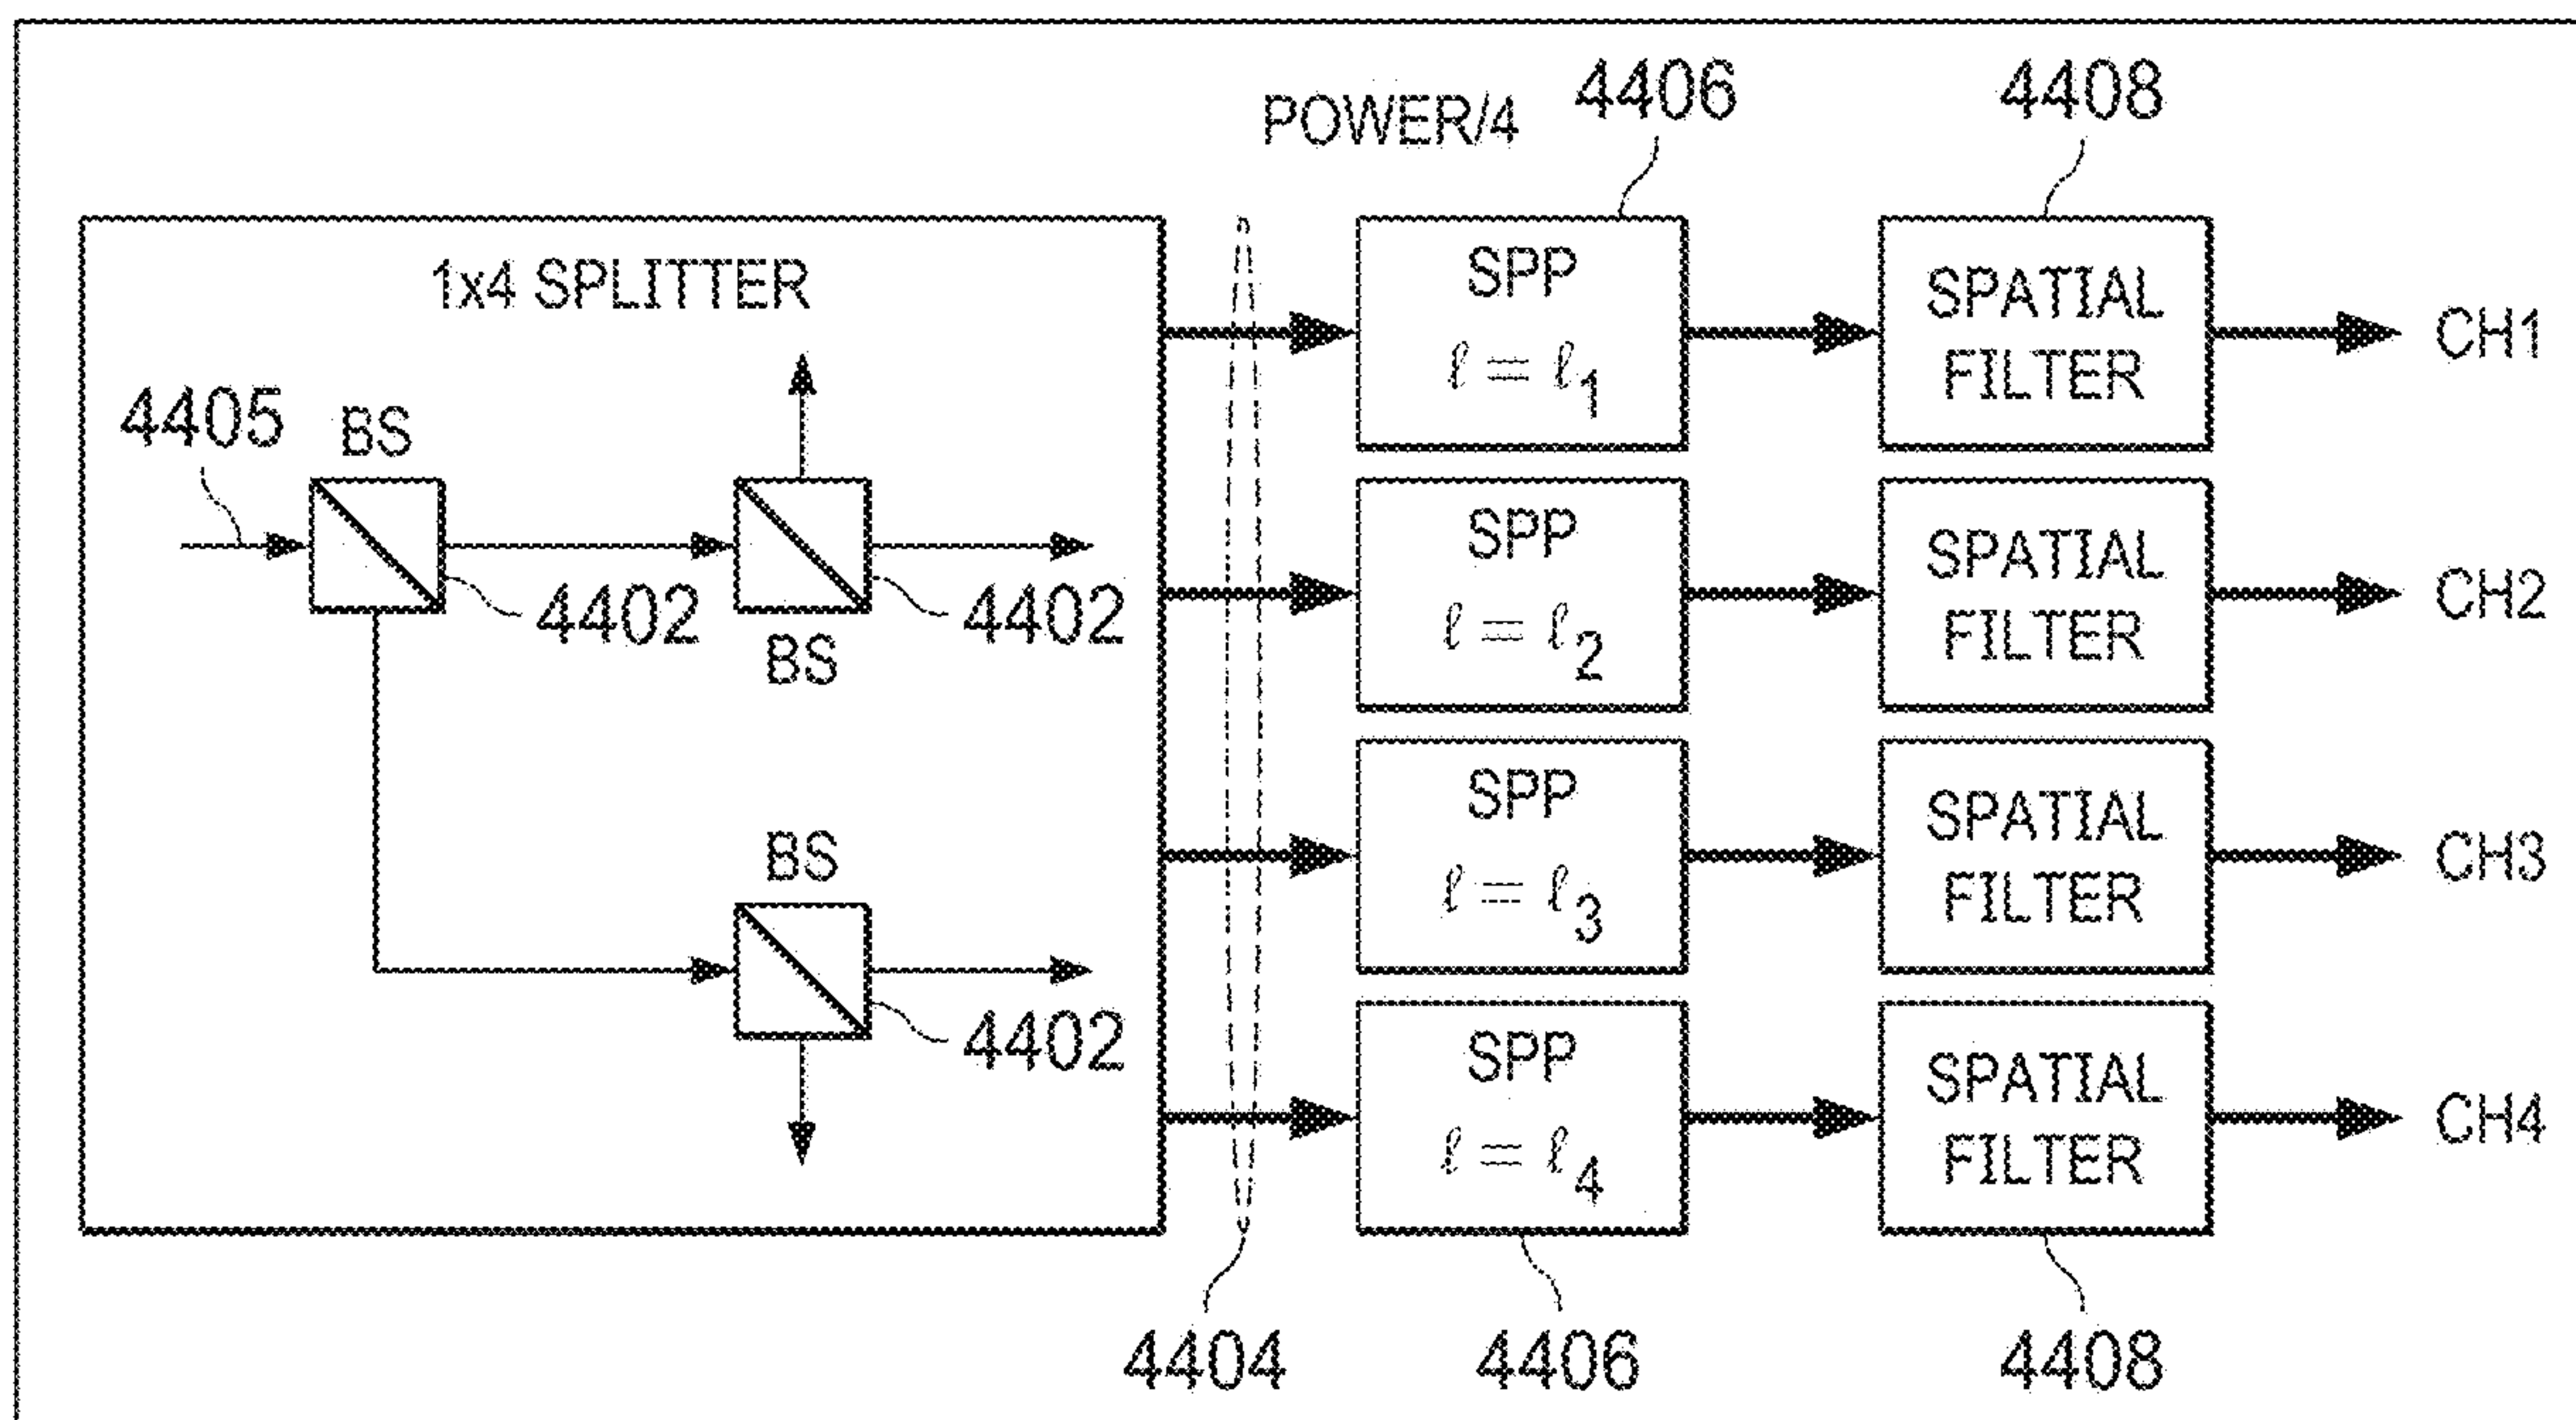 POWER/4
4406
4408
1x4 SPLITTER
4405
BS
4402
BS
4402
BS
4402
SPP
ℓ = ℓ1
SPATIAL
FILTER
CH1
SPP
ℓ = ℓ2
SPATIAL
FILTER
CH2
SPP
ℓ = ℓ3
SPATIAL
FILTER
CH3
SPP
ℓ = ℓ4
SPATIAL
FILTER
CH4
4404
4406
4408